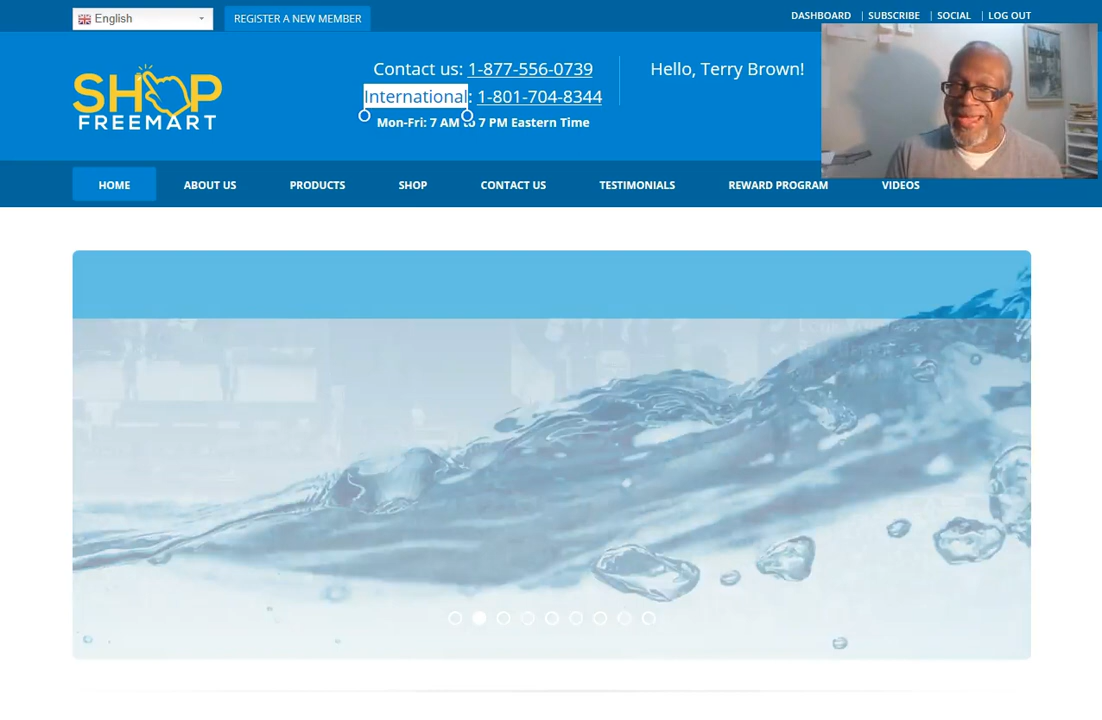 English
REGISTER A NEW MEMBER
DASHBOARD | SUBSCRIBE | SOCIAL | LOG OUT
SHOP
FREEMART
Contact us: 1-877-556-0739
International: 1-801-704-8344
Mon-Fri: 7 AM to 7 PM Eastern Time
Hello, Terry Brown!
HOME
ABOUT US
PRODUCTS
SHOP
CONTACT US
TESTIMONIALS
REWARD PROGRAM
VIDEOS